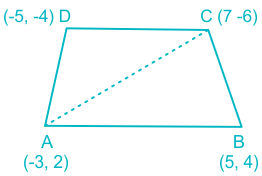 (-5, -4) D
C (7 -6)
A
(-3, 2)
B
(5, 4)